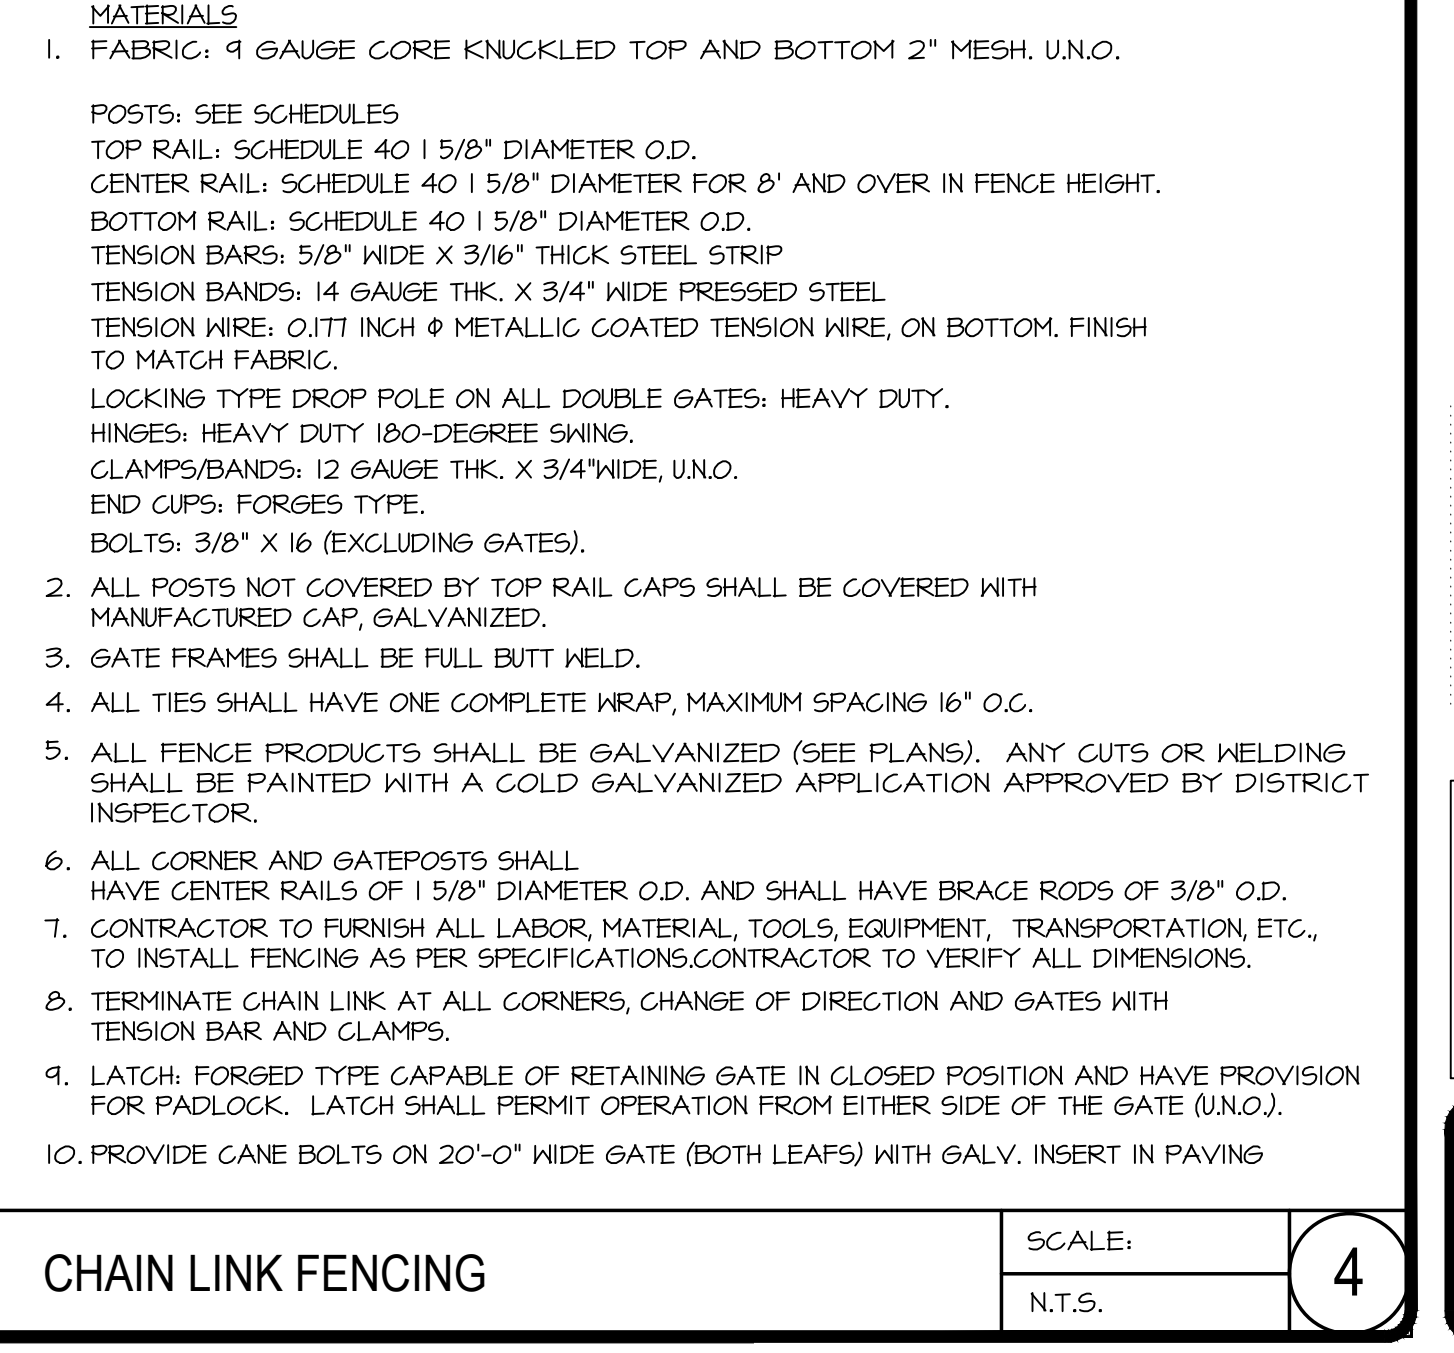 MATERIALS
1. FABRIC: 9 GAUGE CORE KNUCKLED TOP AND BOTTOM 2" MESH. U.N.O.
POSTS: SEE SCHEDULES
TOP RAIL: SCHEDULE 40 1 5/8" DIAMETER O.D.
CENTER RAIL: SCHEDULE 40 1 5/8" DIAMETER FOR 8' AND OVER IN FENCE HEIGHT.
BOTTOM RAIL: SCHEDULE 40 1 5/8" DIAMETER O.D.
TENSION BARS: 5/8" WIDE X 3/16" THICK STEEL STRIP
TENSION BANDS: 14 GAUGE THK. X 3/4" WIDE PRESSED STEEL
TENSION WIRE: 0.177 INCH Φ METALLIC COATED TENSION WIRE, ON BOTTOM. FINISH
TO MATCH FABRIC.
LOCKING TYPE DROP POLE ON ALL DOUBLE GATES: HEAVY DUTY.
HINGES: HEAVY DUTY 180-DEGREE SWING.
CLAMPS/BANDS: 12 GAUGE THK. X 3/4"WIDE, U.N.O.
END CUPS: FORGES TYPE.
BOLTS: 3/8" X 16 (EXCLUDING GATES).
2. ALL POSTS NOT COVERED BY TOP RAIL CAPS SHALL BE COVERED WITH
MANUFACTURED CAP, GALVANIZED.
3. GATE FRAMES SHALL BE FULL BUTT WELD.
4. ALL TIES SHALL HAVE ONE COMPLETE WRAP, MAXIMUM SPACING 16" O.C.
5. ALL FENCE PRODUCTS SHALL BE GALVANIZED (SEE PLANS). ANY CUTS OR WELDING
SHALL BE PAINTED WITH A COLD GALVANIZED APPLICATION APPROVED BY DISTRICT
INSPECTOR.
6. ALL CORNER AND GATEPOSTS SHALL
HAVE CENTER RAILS OF 1 5/8" DIAMETER O.D. AND SHALL HAVE BRACE RODS OF 3/8" O.D.
7. CONTRACTOR TO FURNISH ALL LABOR, MATERIAL, TOOLS, EQUIPMENT, TRANSPORTATION, ETC.,
TO INSTALL FENCING AS PER SPECIFICATIONS.CONTRACTOR TO VERIFY ALL DIMENSIONS.
8. TERMINATE CHAIN LINK AT ALL CORNERS, CHANGE OF DIRECTION AND GATES WITH
TENSION BAR AND CLAMPS.
9. LATCH: FORGED TYPE CAPABLE OF RETAINING GATE IN CLOSED POSITION AND HAVE PROVISION
FOR PADLOCK. LATCH SHALL PERMIT OPERATION FROM EITHER SIDE OF THE GATE (U.N.O.).
10. PROVIDE CANE BOLTS ON 20'-0" WIDE GATE (BOTH LEAFS) WITH GALV. INSERT IN PAVING
CHAIN LINK FENCING
SCALE:
N.T.S.
4